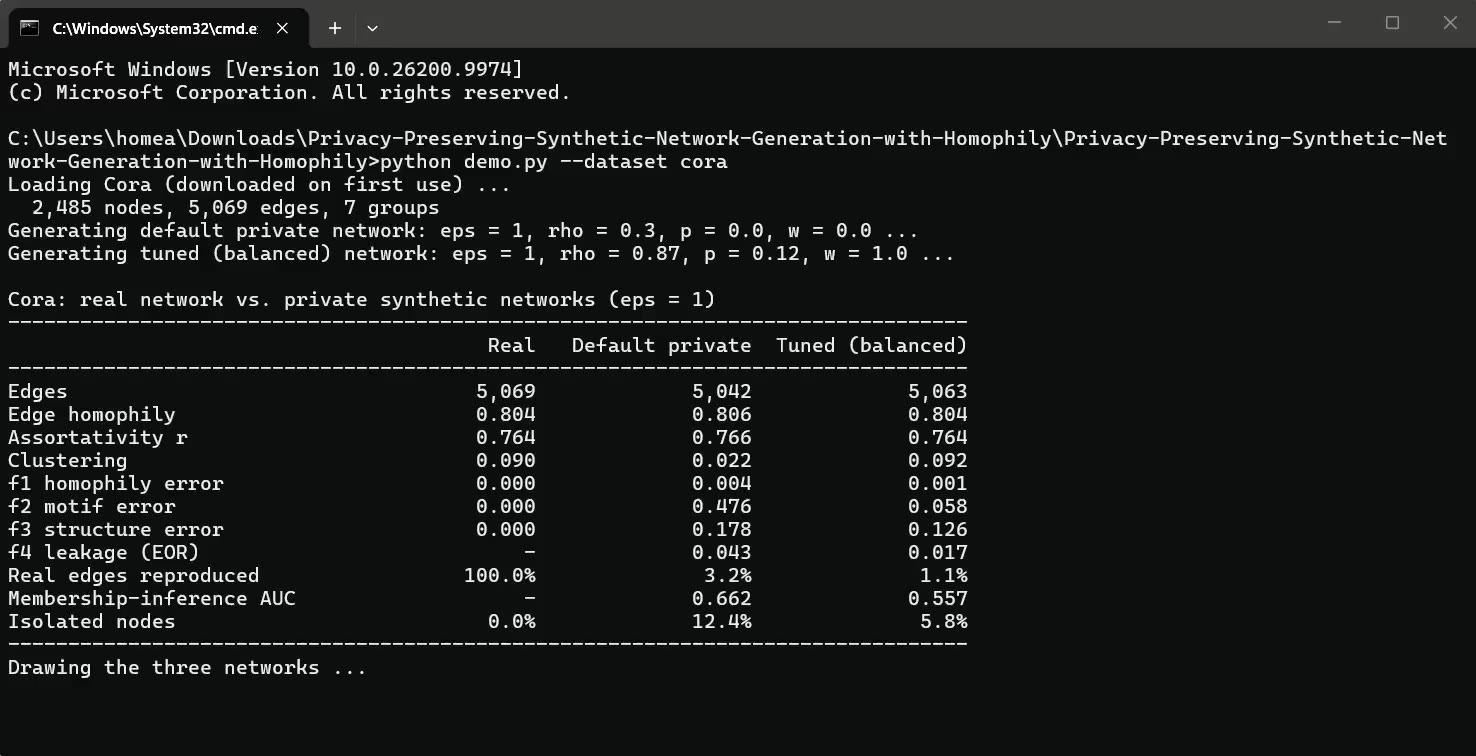 C:\Windows\System32\cmd.e
Microsoft Windows [Version 10.0.26200.9974]
(c) Microsoft Corporation. All rights reserved.
C:\Users\homea\Downloads\Privacy-Preserving-Synthetic-Network-Generation-with-Homophily\Privacy-Preserving-Synthetic-Net
work-Generation-with-Homophily>python demo.py --dataset cora
Loading Cora (downloaded on first use) ...
  2,485 nodes, 5,069 edges, 7 groups
Generating default private network: eps = 1, rho = 0.3, p = 0.0, w = 0.0 ...
Generating tuned (balanced) network: eps = 1, rho = 0.87, p = 0.12, w = 1.0 ...
Cora: real network vs. private synthetic networks (eps = 1)
--------------------------------------------------------------------------------
                                        Real   Default private  Tuned (balanced)
--------------------------------------------------------------------------------
Edges                                  5,069             5,042             5,063
Edge homophily                         0.804             0.806             0.804
Assortativity r                        0.764             0.766             0.764
Clustering                             0.090             0.022             0.092
f1 homophily error                     0.000             0.004             0.001
f2 motif error                         0.000             0.476             0.058
f3 structure error                     0.000             0.178             0.126
f4 leakage (EOR)                           -             0.043             0.017
Real edges reproduced                 100.0%              3.2%              1.1%
Membership-inference AUC                   -             0.662             0.557
Isolated nodes                          0.0%             12.4%              5.8%
--------------------------------------------------------------------------------
Drawing the three networks ...